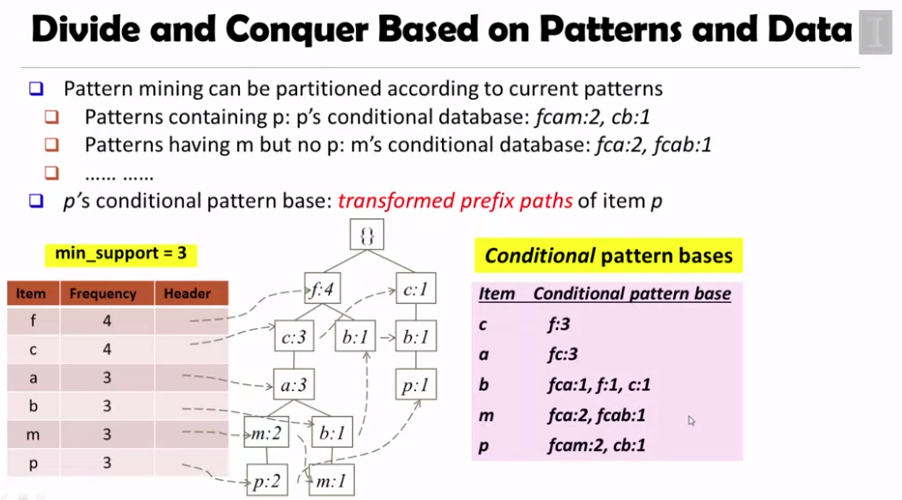 Divide and Conquer Based on Patterns and Data
Pattern mining can be partitioned according to current patterns
Patterns containing p: p's conditional database: fcam:2, cb:1
Patterns having m but no p: m's conditional database: fca:2, fcab:1
...... ......
p's conditional pattern base: transformed prefix paths of item p
min_support = 3
Item Frequency Header
f 4
c 4
a 3
b 3
m 3
p 3
{}
f:4 c:1
c:3 b:1 b:1
a:3 p:1
m:2 b:1
p:2 m:1
Conditional pattern bases
Item Conditional pattern base
c f:3
a fc:3
b fca:1, f:1, c:1
m fca:2, fcab:1
p fcam:2, cb:1